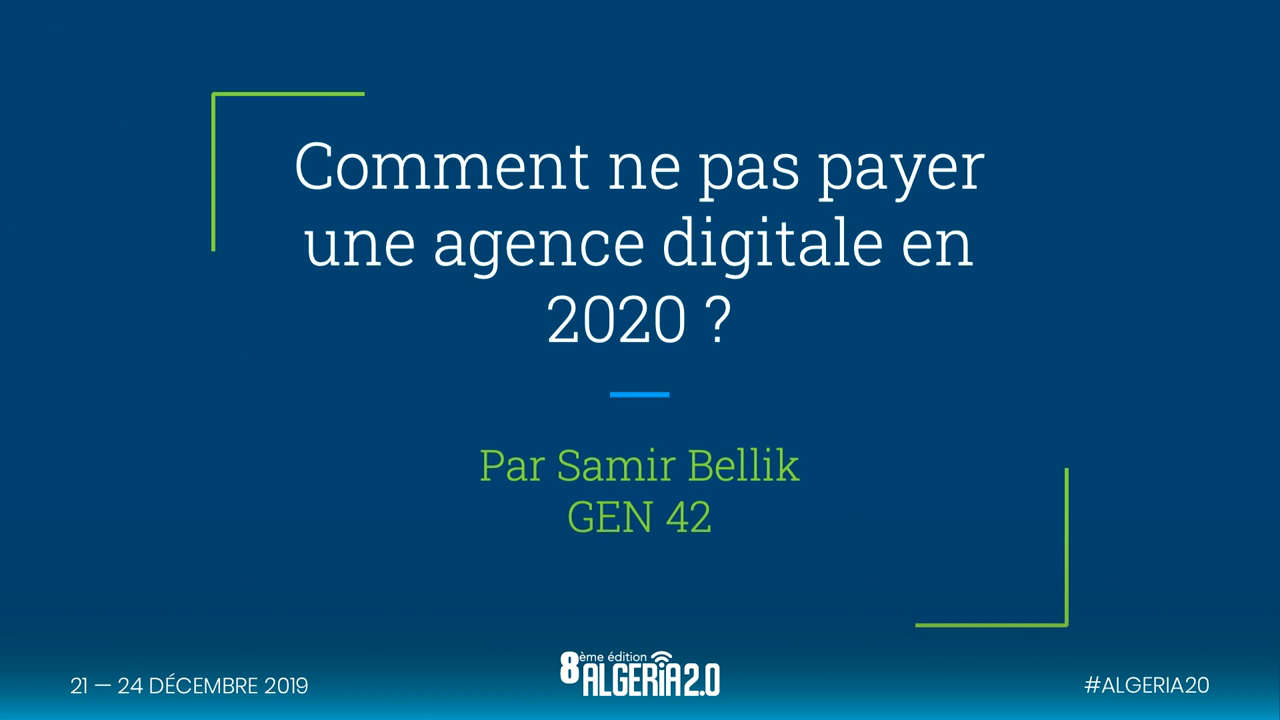 Comment ne pas payer
une agence digitale en
2020 ?
Par Samir Bellik
GEN 42
21 — 24 DÉCEMBRE 2019
8ème édition
ALGERIA 2.0
#ALGERIA20